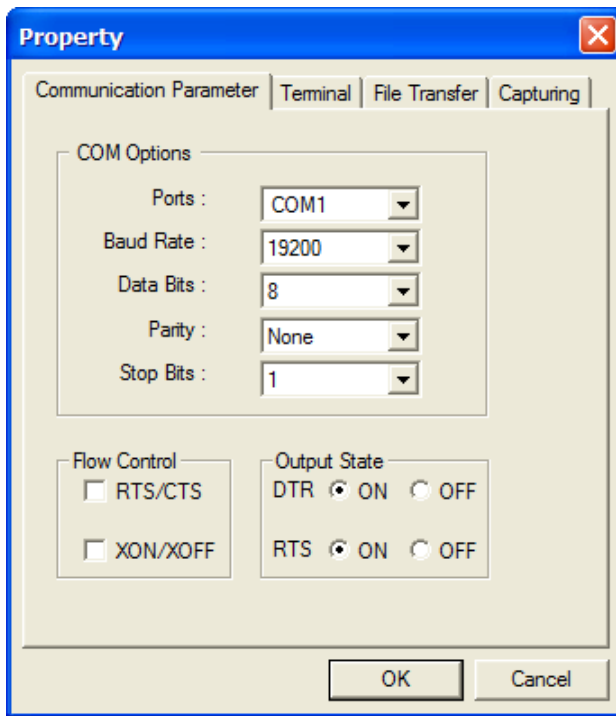 Property
Communication Parameter Terminal File Transfer Capturing
COM Options
Ports : COM1
Baud Rate : 19200
Data Bits : 8
Parity : None
Stop Bits : 1
Flow Control
RTS/CTS
XON/XOFF
Output State
DTR ON OFF
RTS ON OFF
OK Cancel